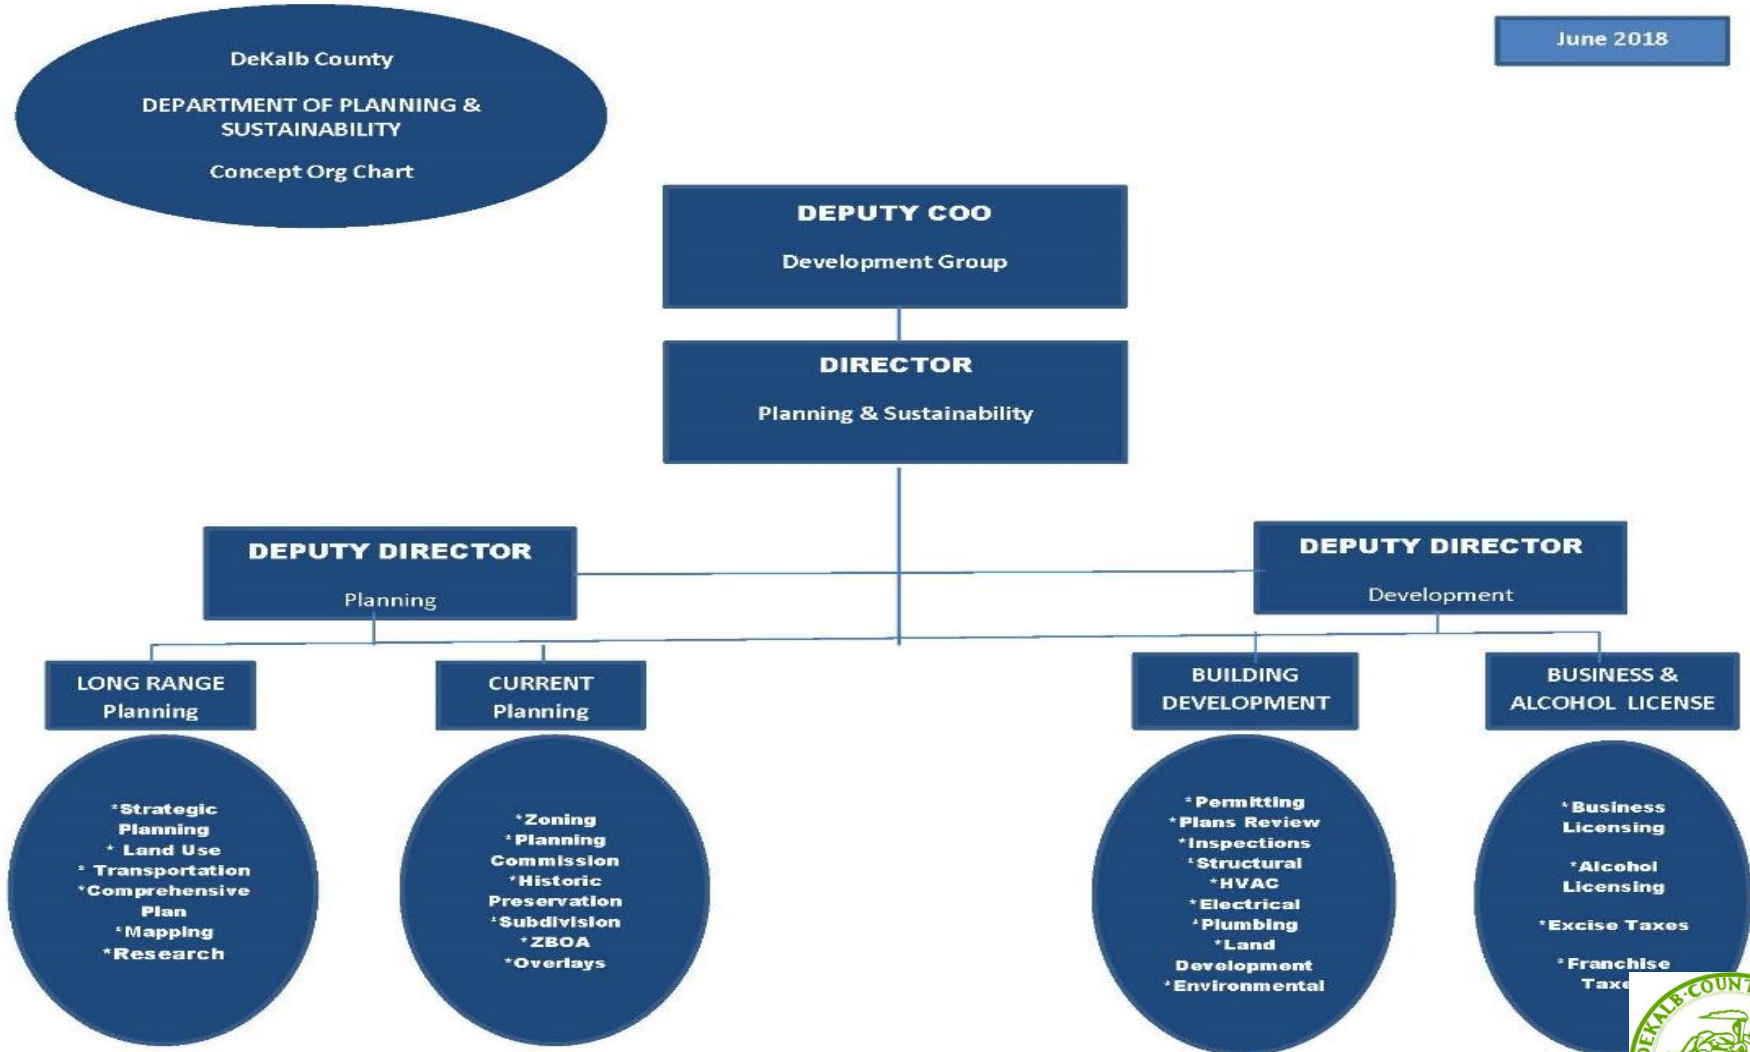 DeKalb County
DEPARTMENT OF PLANNING &
SUSTAINABILITY
Concept Org Chart
June 2018
DEPUTY COO
Development Group
DIRECTOR
Planning & Sustainability
DEPUTY DIRECTOR
Planning
DEPUTY DIRECTOR
Development
LONG RANGE
Planning
CURRENT
Planning
BUILDING
DEVELOPMENT
BUSINESS &
ALCOHOL LICENSE
*Strategic
Planning
* Land Use
* Transportation
*Comprehensive
Plan
*Mapping
*Research
*Zoning
*Planning
Commission
*Historic
Preservation
*Subdivision
*ZBOA
*Overlays
*Permitting
*Plans Review
*Inspections
*Structural
*HVAC
*Electrical
*Plumbing
*Land
Development
*Environmental
*Business
Licensing
*Alcohol
Licensing
*Excise Taxes
*Franchise
DEKALB